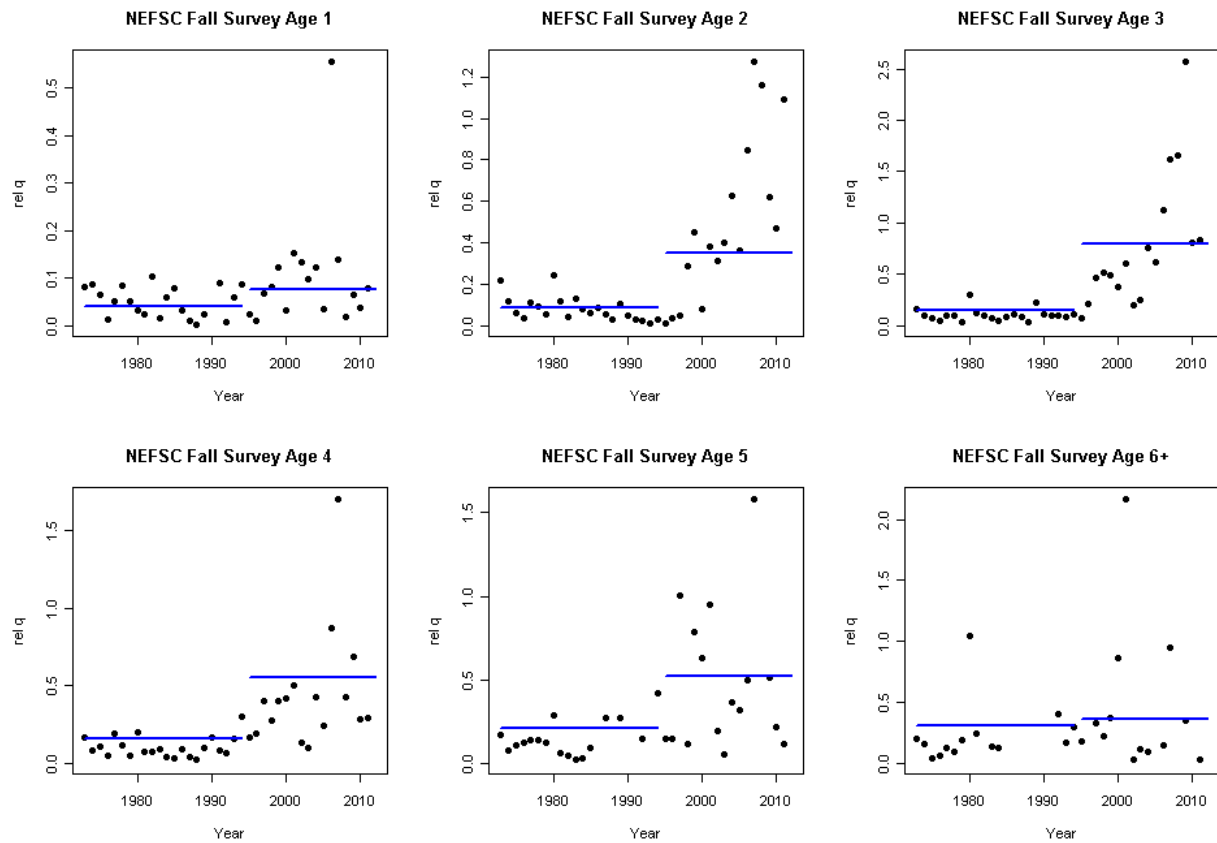 NEFSC Fall Survey Age 1
rel q
0.0
0.1
0.2
0.3
0.4
0.5
1980 1990 2000 2010
Year
NEFSC Fall Survey Age 2
rel q
0.0
0.2
0.4
0.6
0.8
1.0
1.2
1980 1990 2000 2010
Year
NEFSC Fall Survey Age 3
rel q
0.0
0.5
1.0
1.5
2.0
2.5
1980 1990 2000 2010
Year
NEFSC Fall Survey Age 4
rel q
0.0
0.5
1.0
1.5
1980 1990 2000 2010
Year
NEFSC Fall Survey Age 5
rel q
0.0
0.5
1.0
1.5
1980 1990 2000 2010
Year
NEFSC Fall Survey Age 6+
rel q
0.0
0.5
1.0
1.5
2.0
1980 1990 2000 2010
Year